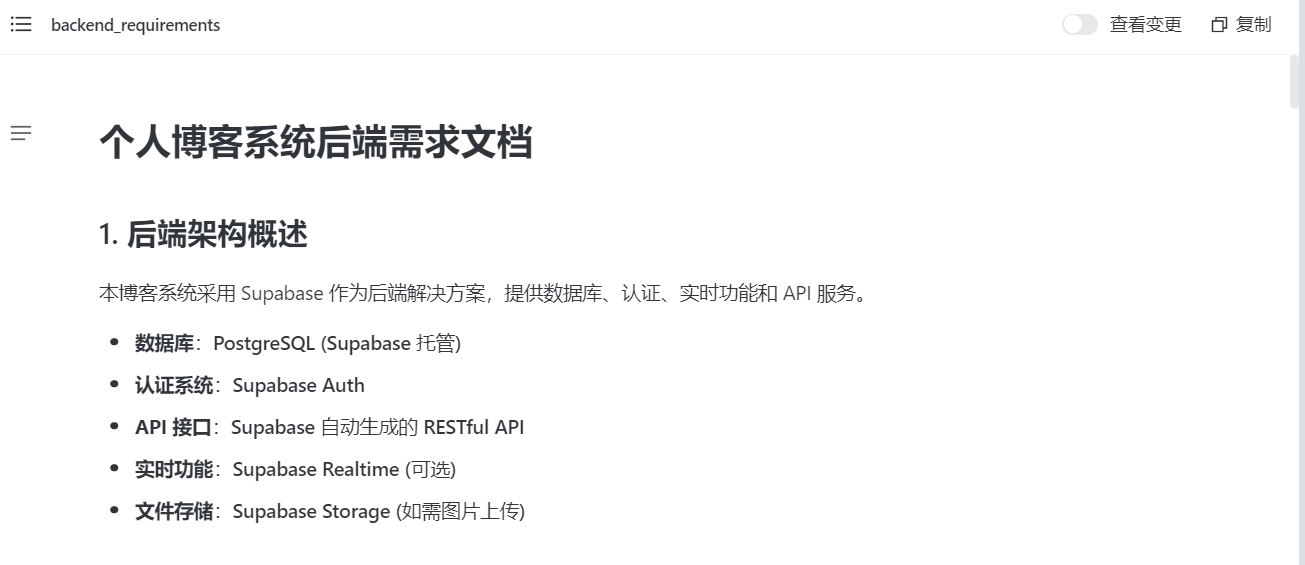 backend_requirements
查看变更
复制
个人博客系统后端需求文档
1. 后端架构概述
本博客系统采用 Supabase 作为后端解决方案，提供数据库、认证、实时功能和 API 服务。
• 数据库：PostgreSQL (Supabase 托管)
• 认证系统：Supabase Auth
• API 接口：Supabase 自动生成的 RESTful API
• 实时功能：Supabase Realtime (可选)
• 文件存储：Supabase Storage (如需图片上传)